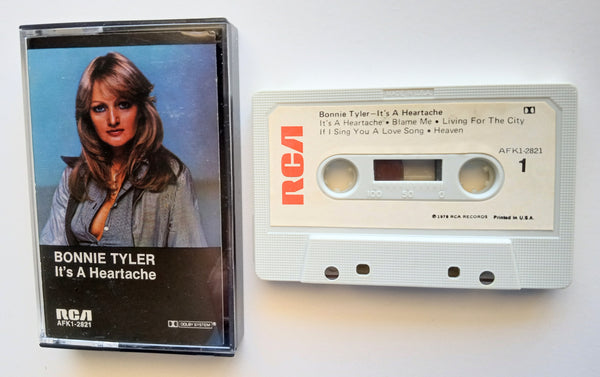 BONNIE TYLER
It's A Heartache
RCA
AFK1-2821
DOLBY SYSTEM®
Bonnie Tyler—It's A Heartache
It's A Heartache • Blame Me • Living For The City
If I Sing You A Love Song • Heaven
RCA
AFK1-2821
1
100 50 0
℗ 1978 RCA RECORDS Printed in U.S.A.